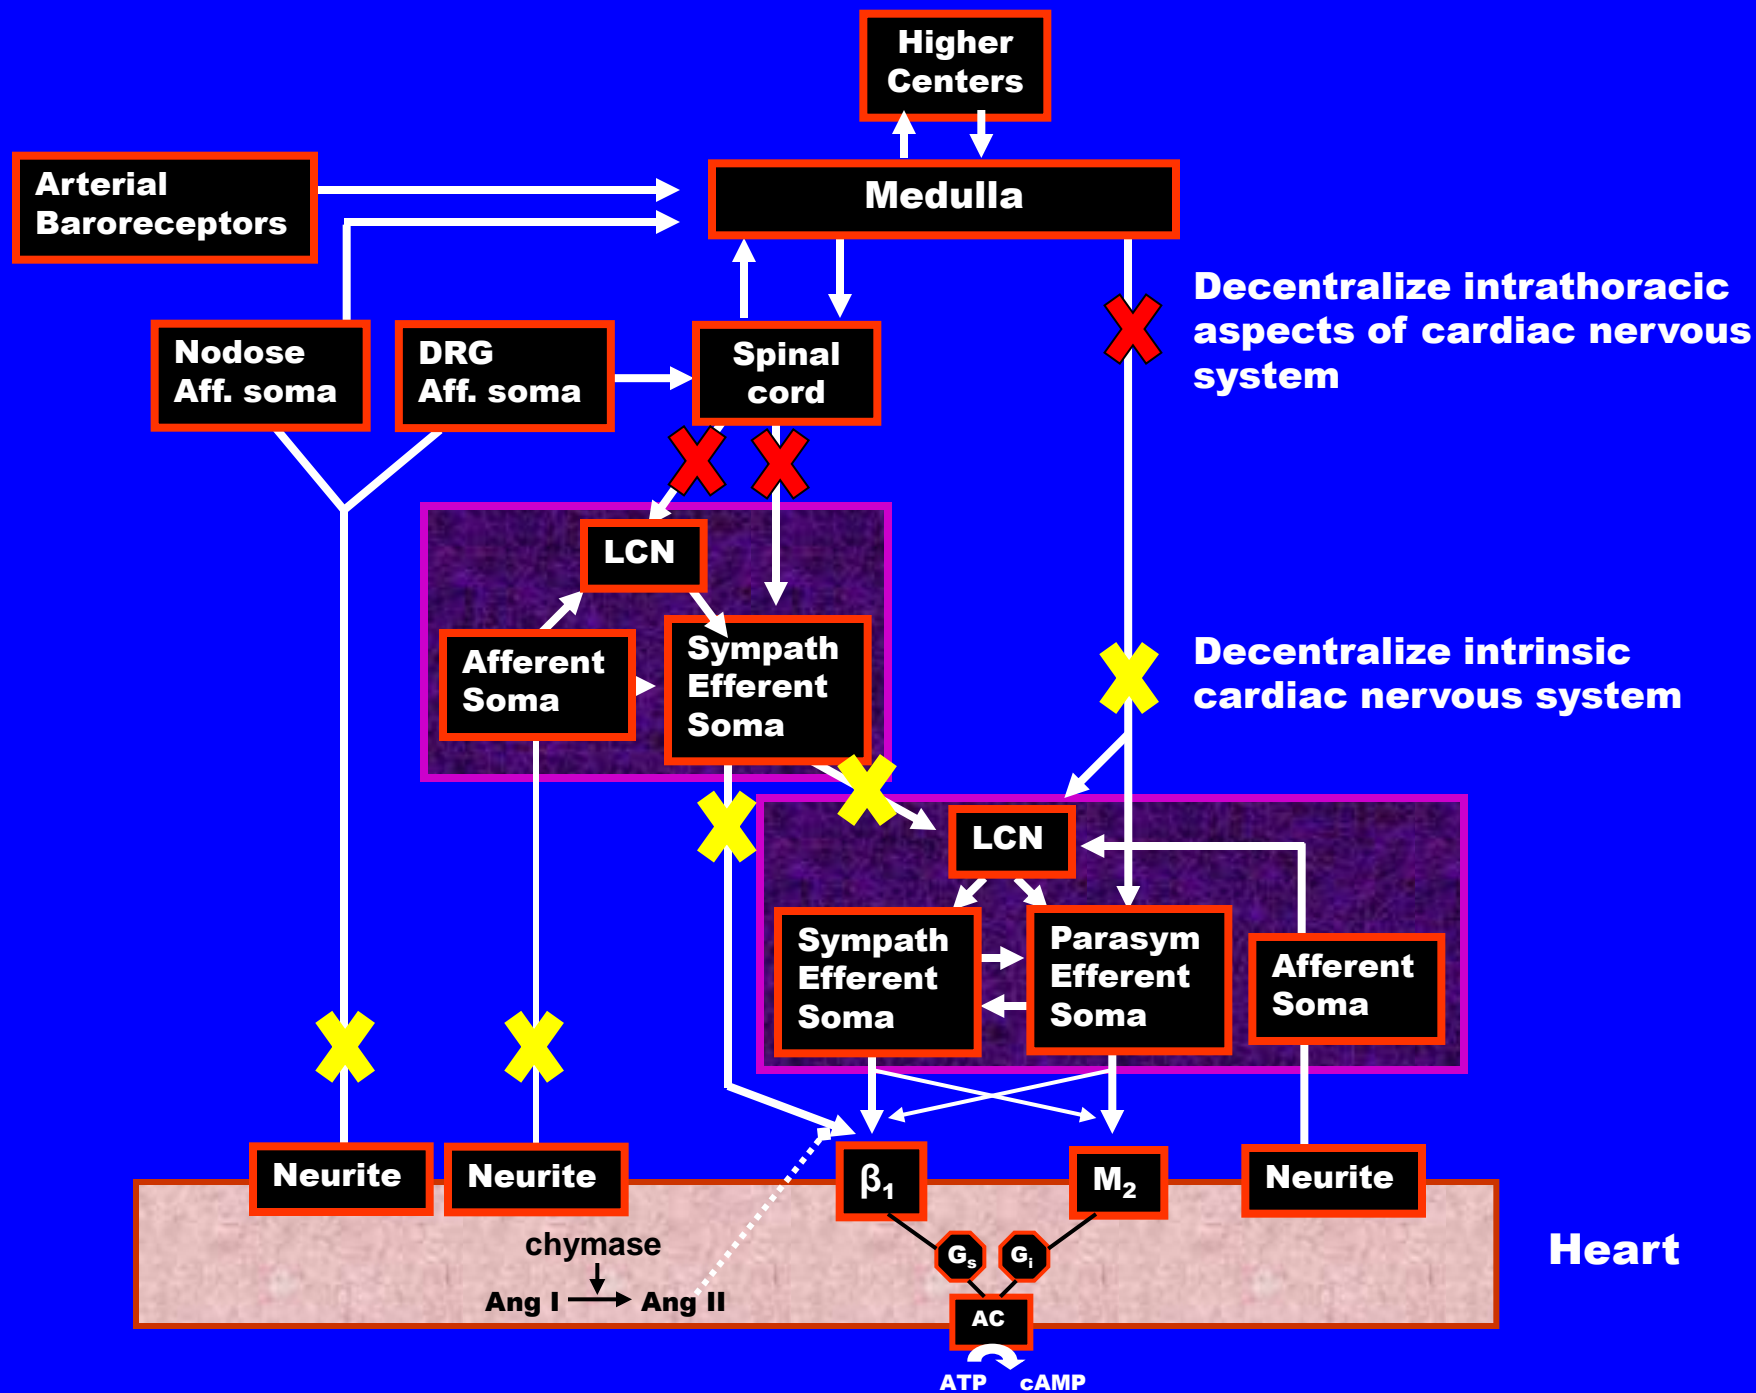 Higher
Centers
Arterial
Baroreceptors
Medulla
Decentralize intrathoracic
aspects of cardiac nervous
system
Nodose
Aff. soma
DRG
Aff. soma
Spinal
cord
LCN
Afferent
Soma
Sympath
Efferent
Soma
Decentralize intrinsic
cardiac nervous system
LCN
Sympath
Efferent
Soma
Parasym
Efferent
Soma
Afferent
Soma
Neurite
Neurite
β₁
M₂
Neurite
chymase
Ang I
Ang II
Gₛ
Gᵢ
AC
ATP
cAMP
Heart